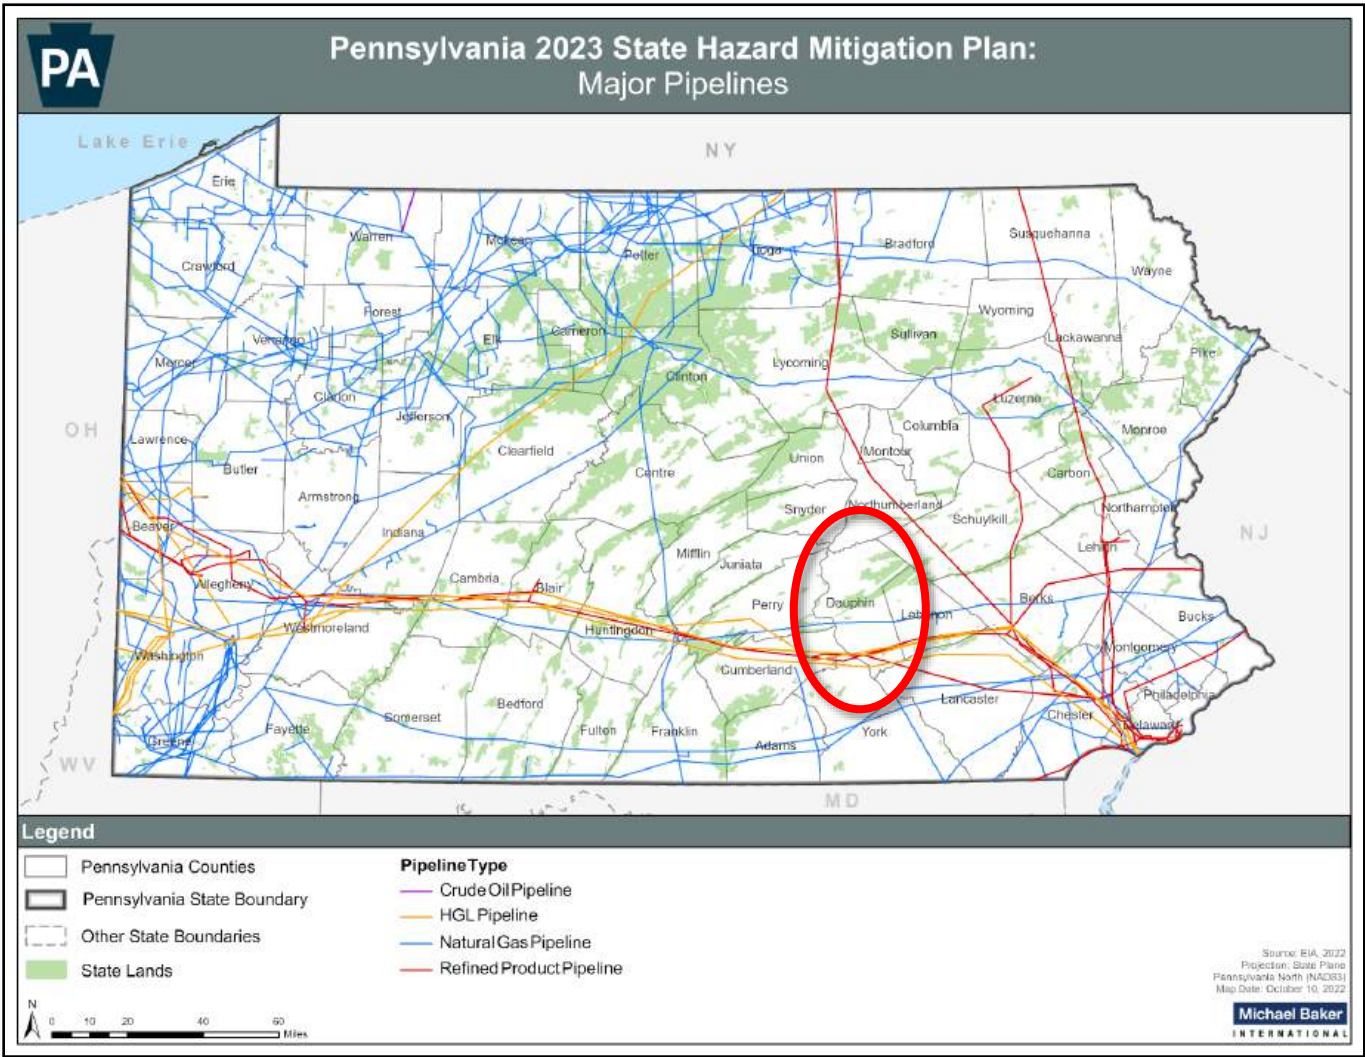 PA
Pennsylvania 2023 State Hazard Mitigation Plan:
Major Pipelines
Lake Erie
NY
Erie
Warren
McKean
Potter
Tioga
Bradford
Susquehanna
Wayne
Crawford
Forest
Wyoming
Venango
Elk
Cameron
Sullivan
Lackawanna
Mercer
Lycoming
Pike
Clinton
Clarion
Luzerne
Jefferson
OH
Columbia
Monroe
Lawrence
Clearfield
Union
Montour
Butler
Centre
Carbon
Armstrong
Northumberland
Snyder
Northampton
Schuylkill
Beaver
Indiana
NJ
Mifflin
Lehigh
Juniata
Allegheny
Cambria
Blair
Perry
Dauphin
Lebanon
Berks
Bucks
Westmoreland
Huntingdon
Montgomery
Washington
Cumberland
Lancaster
Philadelphia
Bedford
Somerset
Chester
Delaware
Fayette
Fulton
Franklin
York
Greene
Adams
WV
MD
Legend
Pennsylvania Counties
Pennsylvania State Boundary
Other State Boundaries
State Lands
PipelineType
Crude Oil Pipeline
HGL Pipeline
Natural Gas Pipeline
Refined Product Pipeline
N
0 10 20 40 60
Miles
Source: EIA, 2022
Projection: State Plane
Pennsylvania North (NAD83)
Map Date: October 10, 2022
Michael Baker
INTERNATIONAL